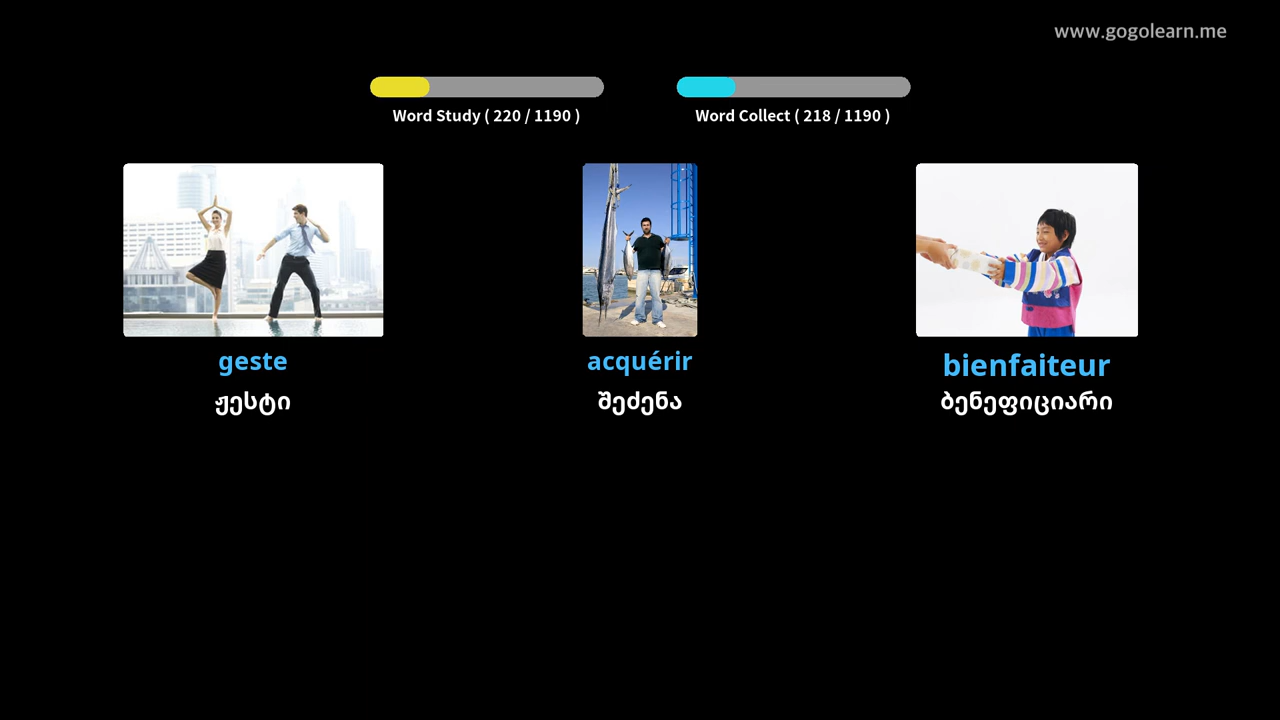 www.gogolearn.me
Word Study ( 220 / 1190 )
Word Collect ( 218 / 1190 )
geste
acquérir
bienfaiteur
ჟესტი
შეძენა
ბენეფიციარი